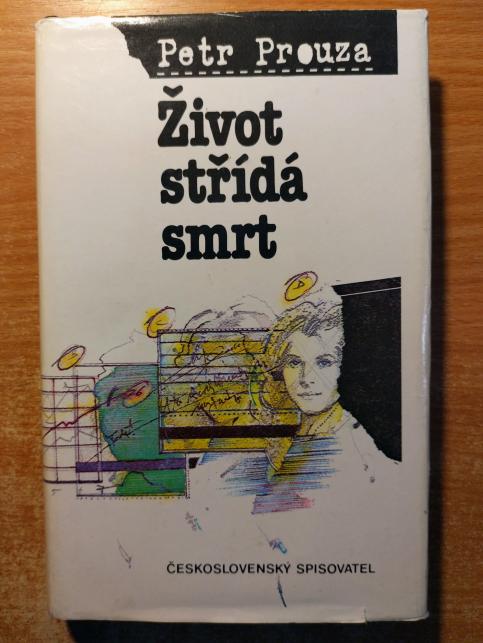 Petr Prouza
Život
střídá
smrt
ČESKOSLOVENSKÝ SPISOVATEL